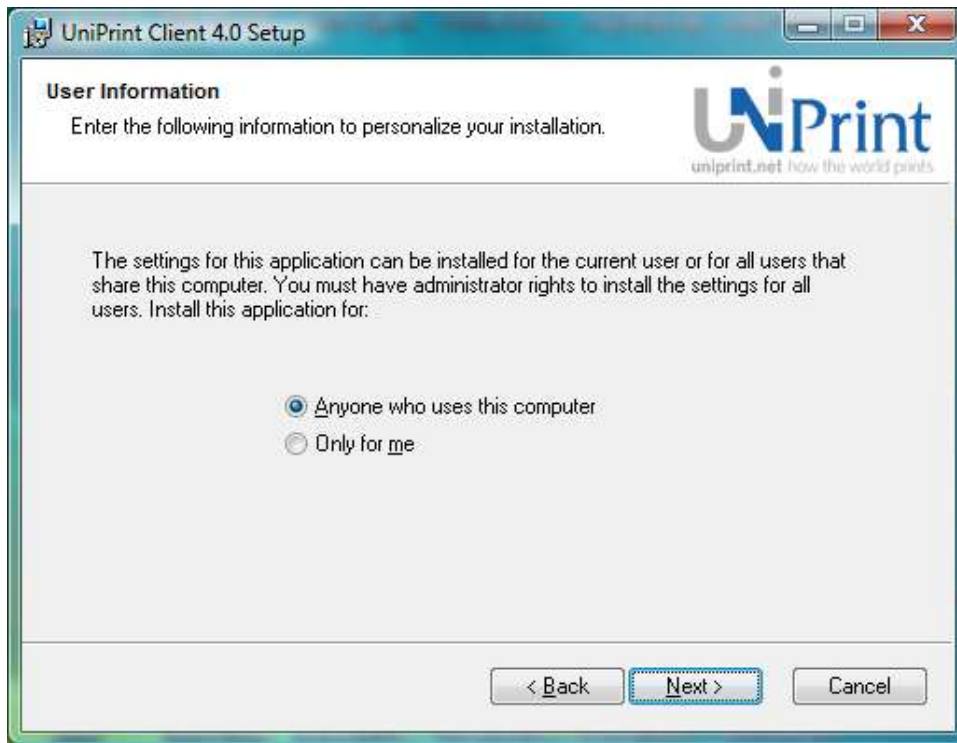 UniPrint Client 4.0 Setup
User Information
Enter the following information to personalize your installation.
UNiPrint
uniprint.net how the world prints
The settings for this application can be installed for the current user or for all users that
share this computer. You must have administrator rights to install the settings for all
users. Install this application for:
Anyone who uses this computer
Only for me
< Back Next > Cancel